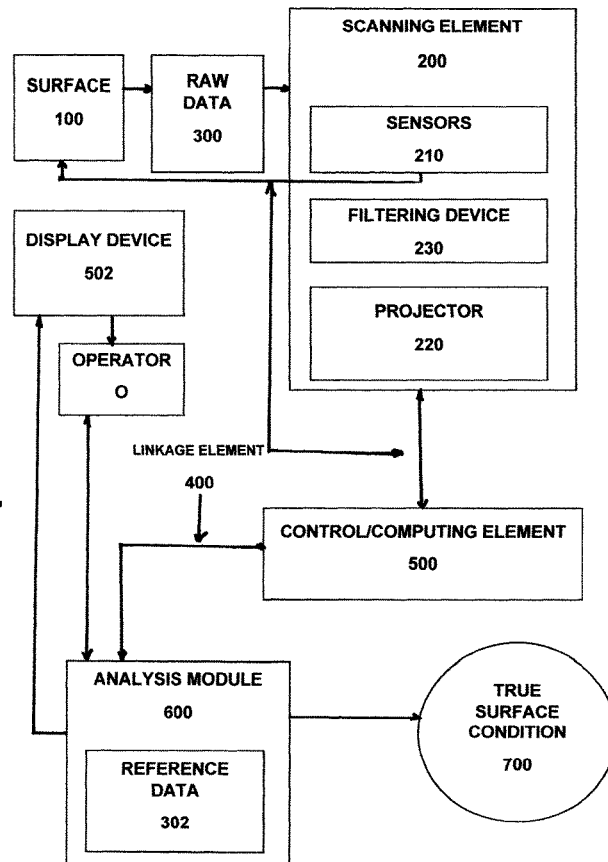 SCANNING ELEMENT
200
SURFACE
100
RAW
DATA
300
SENSORS
210
FILTERING DEVICE
230
PROJECTOR
220
DISPLAY DEVICE
502
OPERATOR
O
LINKAGE ELEMENT
400
CONTROL/COMPUTING ELEMENT
500
ANALYSIS MODULE
600
REFERENCE
DATA
302
TRUE
SURFACE
CONDITION
700